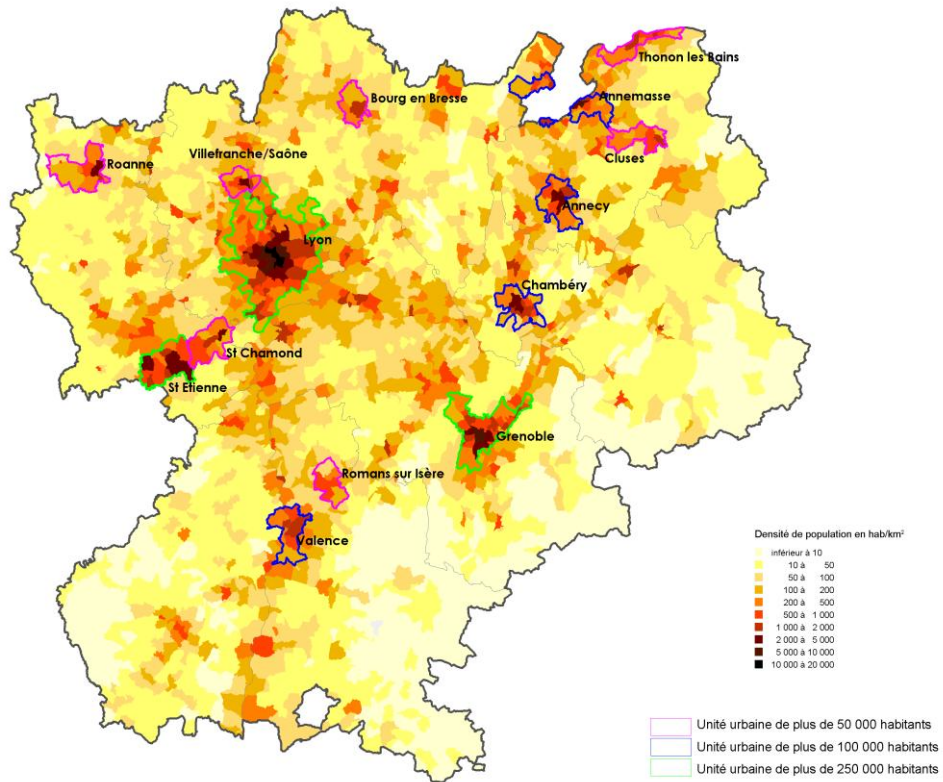 Thonon les Bains
Annemasse
Bourg en Bresse
Cluses
Villefranche/Saône
Roanne
Annecy
Lyon
Chambéry
St Chamond
St Etienne
Grenoble
Romans sur Isère
Valence
Densité de population en hab/km²
inférieur à 10
10 à 50
50 à 100
100 à 200
200 à 500
500 à 1 000
1 000 à 2 000
2 000 à 5 000
5 000 à 10 000
10 000 à 20 000
Unité urbaine de plus de 50 000 habitants
Unité urbaine de plus de 100 000 habitants
Unité urbaine de plus de 250 000 habitants